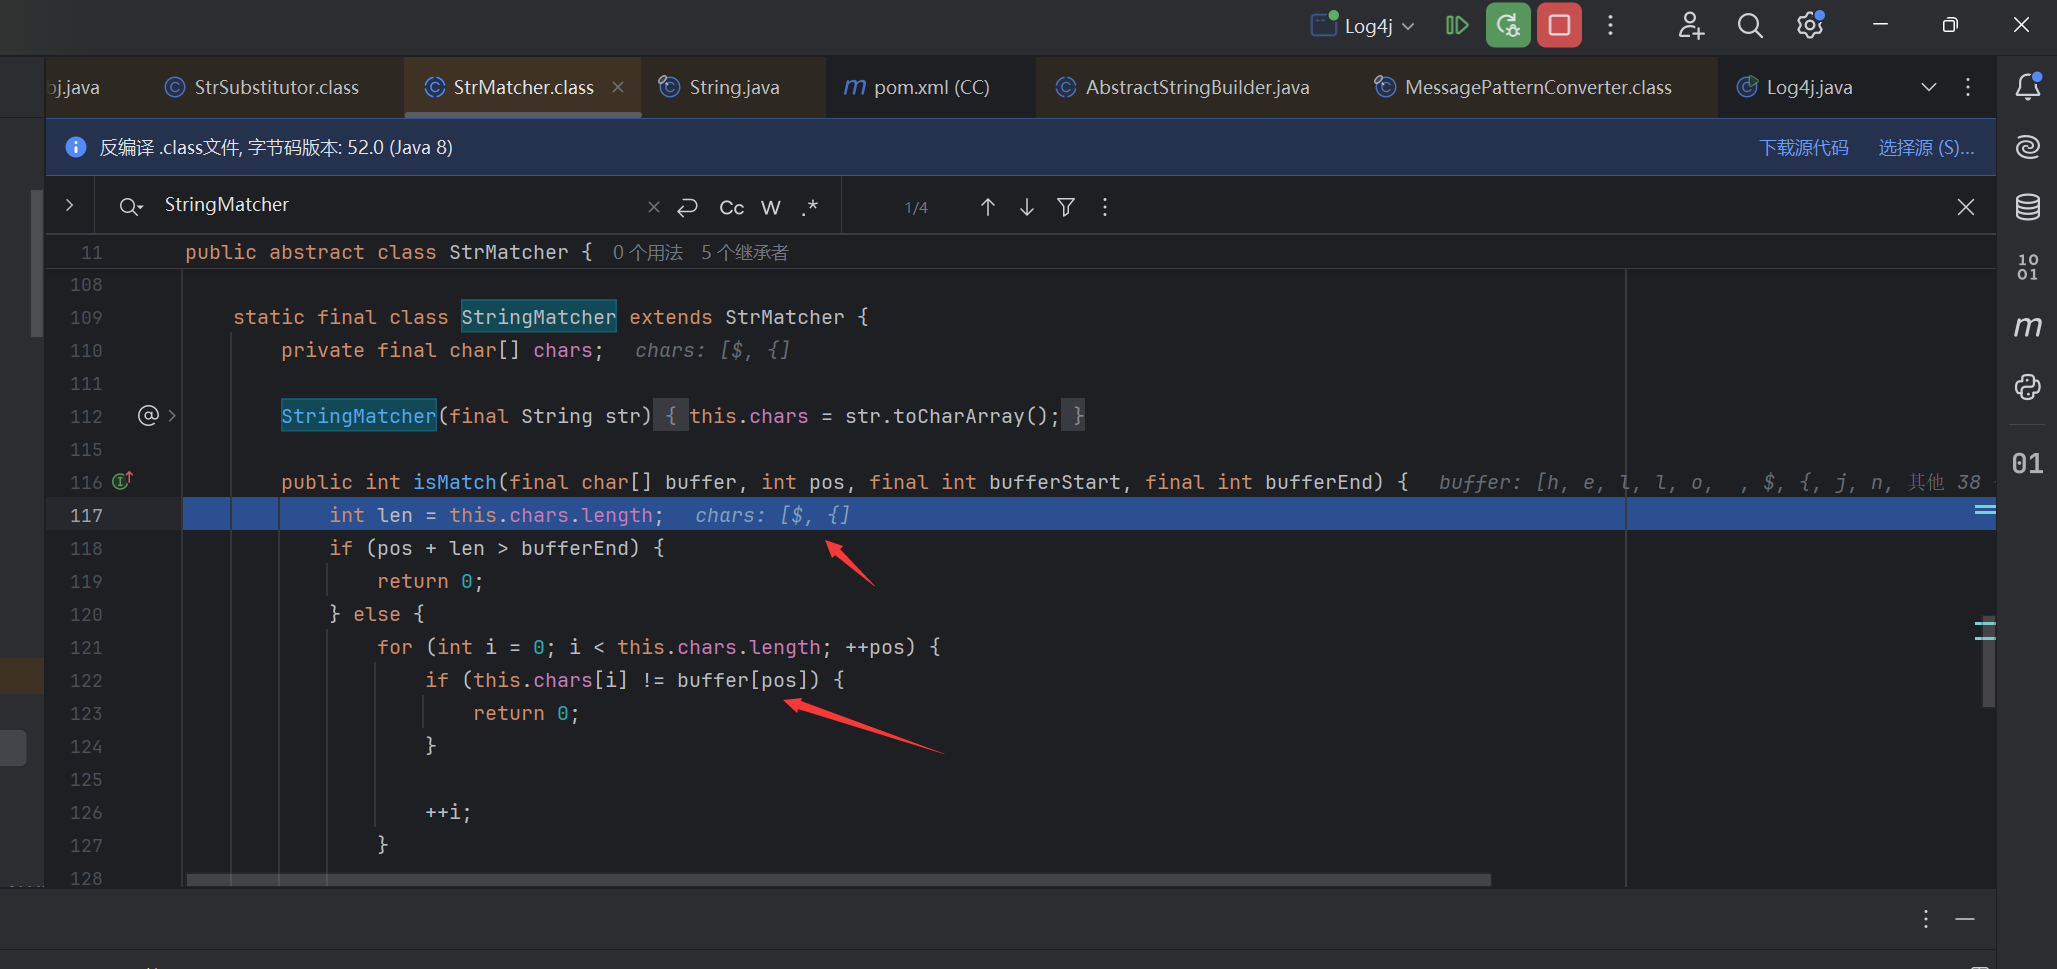 Log4j
bj.java StrSubstitutor.class StrMatcher.class String.java pom.xml (CC) AbstractStringBuilder.java MessagePatternConverter.class Log4j.java
反编译 .class文件, 字节码版本: 52.0 (Java 8) 下载源代码 选择源 (S)...
StringMatcher Cc W .* 1/4
11 public abstract class StrMatcher { 0 个用法 5 个继承者
108
109 static final class StringMatcher extends StrMatcher {
110 private final char[] chars; chars: [$, {]
111
112 StringMatcher(final String str) { this.chars = str.toCharArray(); }
115
116 public int isMatch(final char[] buffer, int pos, final int bufferStart, final int bufferEnd) { buffer: [h, e, l, l, o,  , $, {, j, n, 其他 38
117 int len = this.chars.length; chars: [$, {]
118 if (pos + len > bufferEnd) {
119 return 0;
120 } else {
121 for (int i = 0; i < this.chars.length; ++pos) {
122 if (this.chars[i] != buffer[pos]) {
123 return 0;
124 }
125
126 ++i;
127 }
128